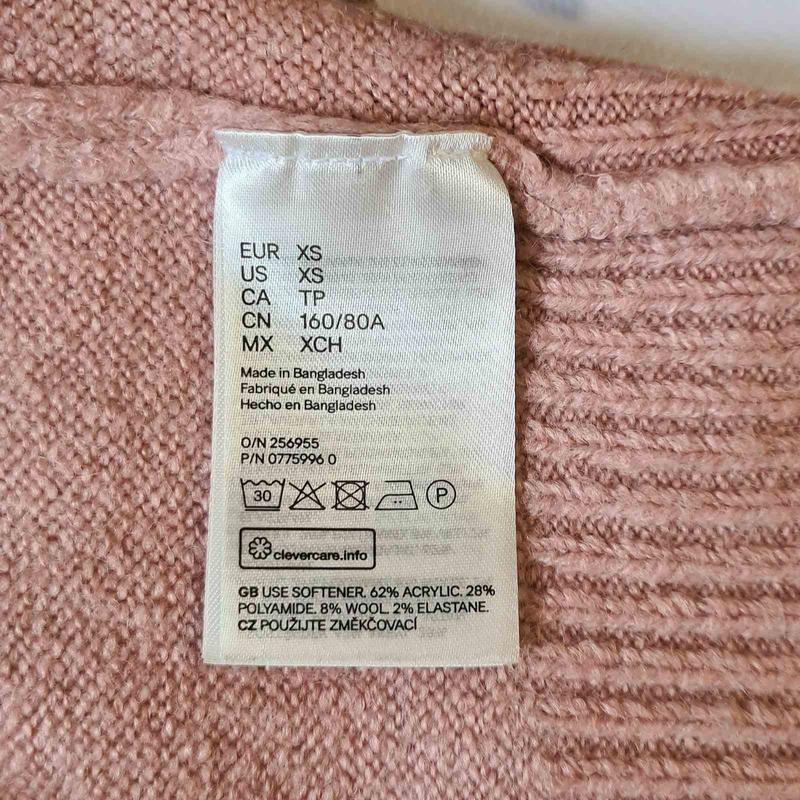 EUR XS
US XS
CA TP
CN 160/80A
MX XCH
Made in Bangladesh
Fabriqué en Bangladesh
Hecho en Bangladesh
O/N 256955
P/N 0775996 0
30 P
clevercare.info
GB USE SOFTENER. 62% ACRYLIC. 28%
POLYAMIDE. 8% WOOL. 2% ELASTANE.
CZ POUŽIJTE ZMĚKČOVACÍ